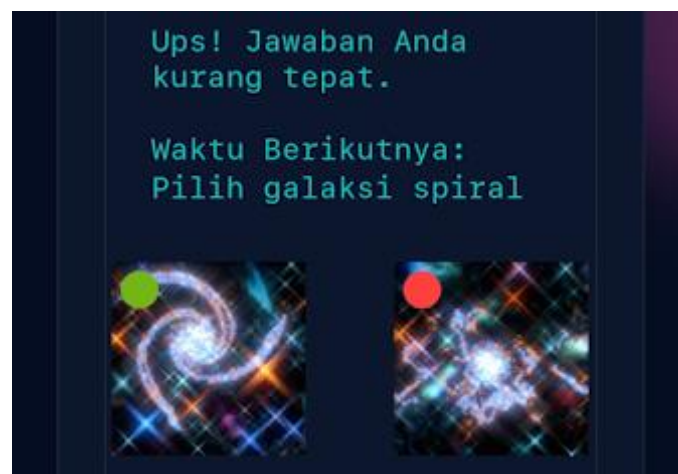 Ups! Jawaban Anda
kurang tepat.
Waktu Berikutnya:
Pilih galaksi spiral